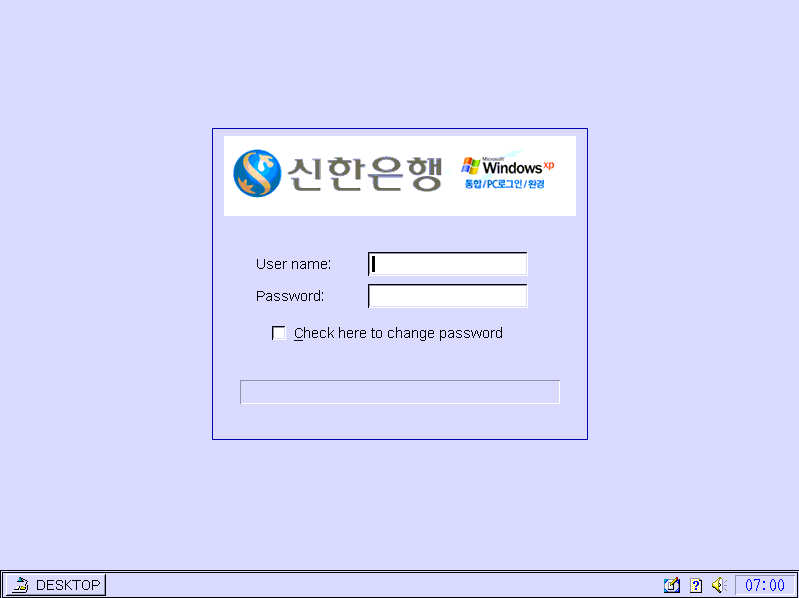 신한은행
Microsoft
Windows xp
통합/PC로그인/환경
User name:
Password:
Check here to change password
DESKTOP
07:00